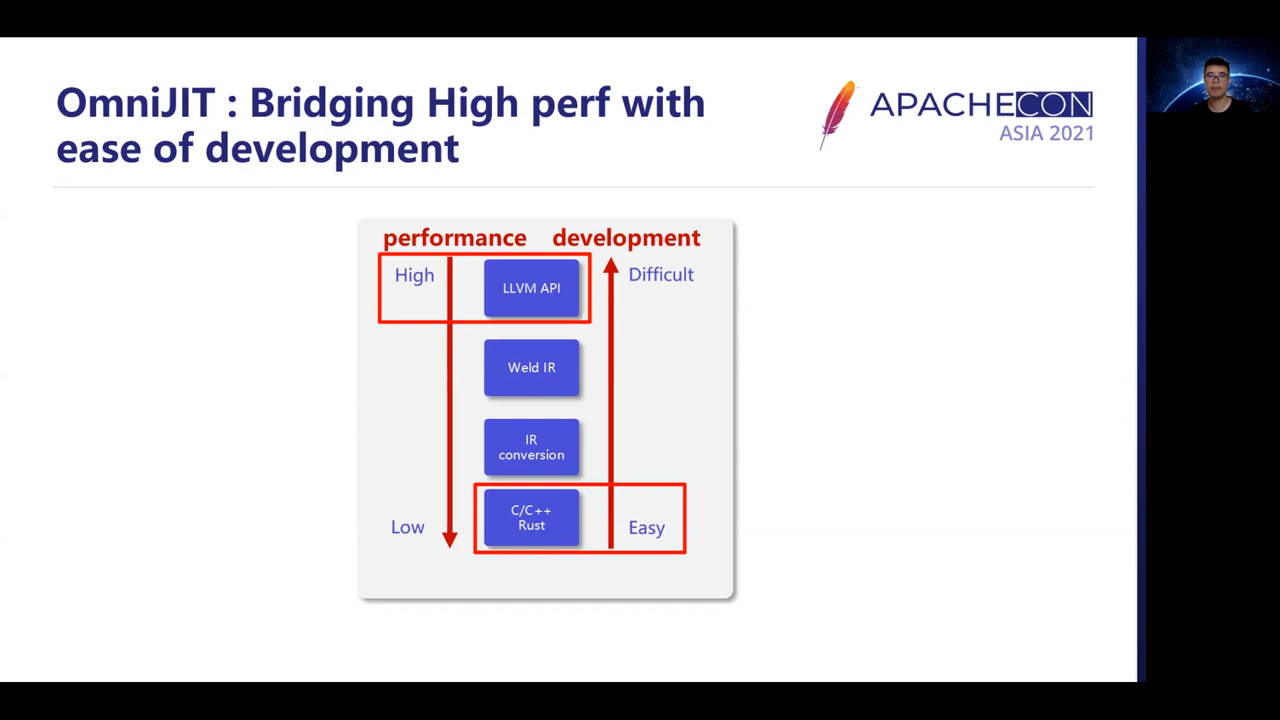 OmniJIT : Bridging High perf with
ease of development
APACHECON
ASIA 2021
performance development
High
LLVM API
Difficult
Weld IR
IR
conversion
C/C++
Rust
Low
Easy